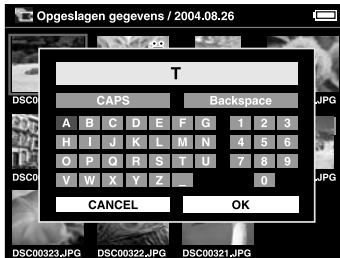 Opgeslagen gegevens / 2004.08.26
T
DSC00
CAPS
Backspace
.JPG
A B C D E F G 1 2 3
H I J K L M N 4 5 6
O P Q R S T U 7 8 9
V W X Y Z _ 0
DSC0
.JPG
CANCEL
OK
DSC00323.JPG DSC00322.JPG DSC00321.JPG